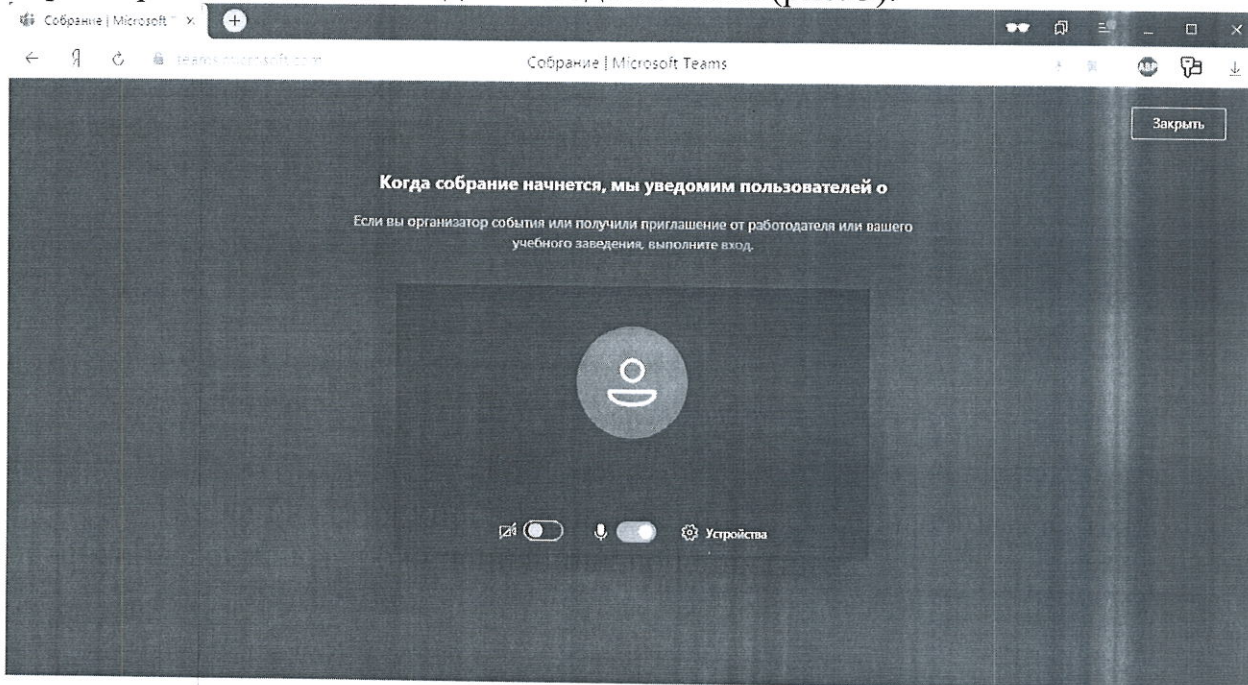 Собрание | Microsoft
Собрание | Microsoft Teams
ABP
Закрыть
Когда собрание начнется, мы уведомим пользователей о
Если вы организатор события или получили приглашение от работодателя или вашего
учебного заведения, выполните вход.
Устройства